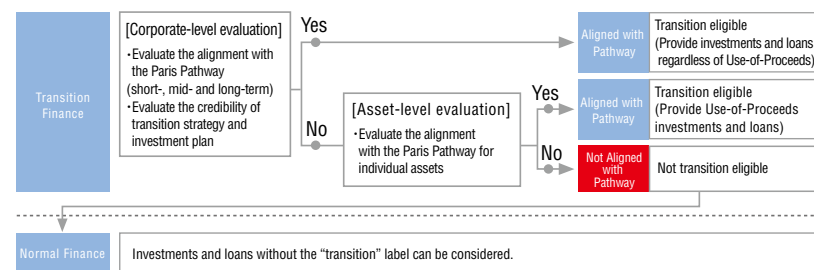 Transition
Finance
[Corporate-level evaluation]
・Evaluate the alignment with
the Paris Pathway
(short-, mid- and long-term)
・Evaluate the credibility of
transition strategy and
investment plan
Yes
No
[Asset-level evaluation]
・Evaluate the alignment
with the Paris Pathway for
individual assets
Yes
No
Aligned with
Pathway
Transition eligible
(Provide investments and loans
regardless of Use-of-Proceeds)
Aligned with
Pathway
Transition eligible
(Provide Use-of-Proceeds
investments and loans)
Not Aligned
with
Pathway
Not transition eligible
Normal Finance
Investments and loans without the “transition” label can be considered.